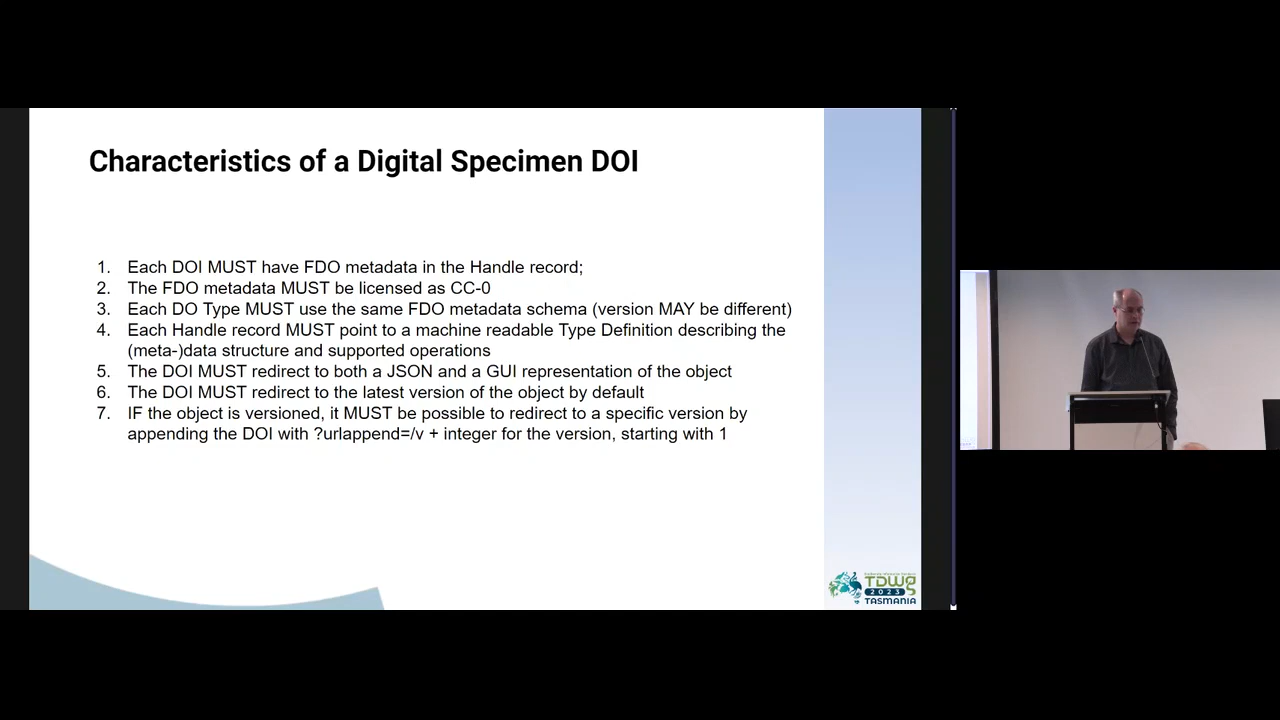 Characteristics of a Digital Specimen DOI
1. Each DOI MUST have FDO metadata in the Handle record;
2. The FDO metadata MUST be licensed as CC-0
3. Each DO Type MUST use the same FDO metadata schema (version MAY be different)
4. Each Handle record MUST point to a machine readable Type Definition describing the
(meta-)data structure and supported operations
5. The DOI MUST redirect to both a JSON and a GUI representation of the object
6. The DOI MUST redirect to the latest version of the object by default
7. IF the object is versioned, it MUST be possible to redirect to a specific version by
appending the DOI with ?urlappend=/v + integer for the version, starting with 1
TDWG
2023
TASMANIA